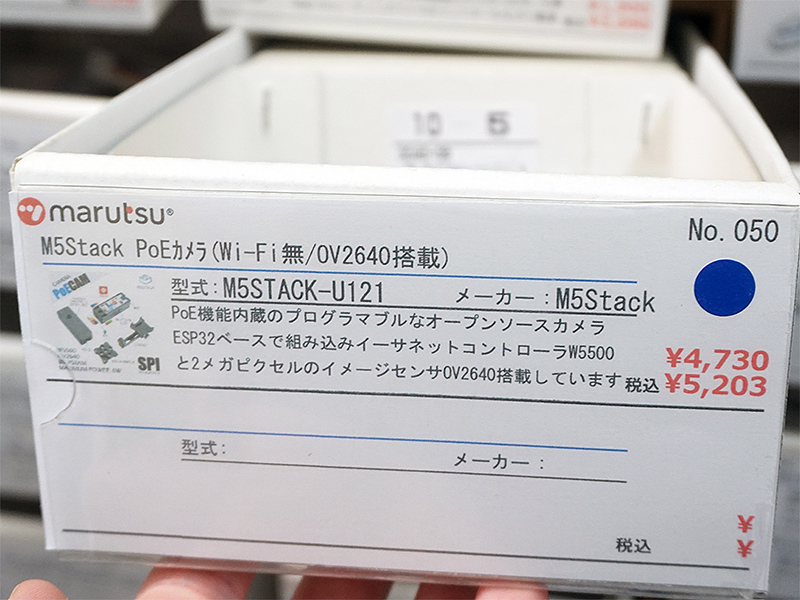 10 5
marutsu®
No. 050
M5Stack PoEカメラ(Wi-Fi無/OV2640搭載)
型式:M5STACK-U121 メーカー:M5Stack
PoE機能内蔵のプログラマブルなオープンソースカメラ
ESP32ベースで組み込みイーサネットコントローラW5500
¥4,730
と2メガピクセルのイメージセンサOV2640搭載しています 税込 ¥5,203
PoECAM
SPI
型式: メーカー:
¥
税込 ¥